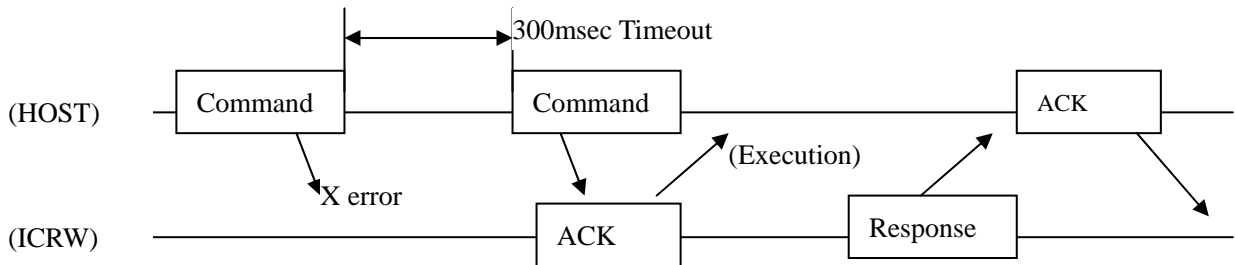 300msec Timeout
(HOST)
Command
Command
ACK
(Execution)
X error
(ICRW)
ACK
Response